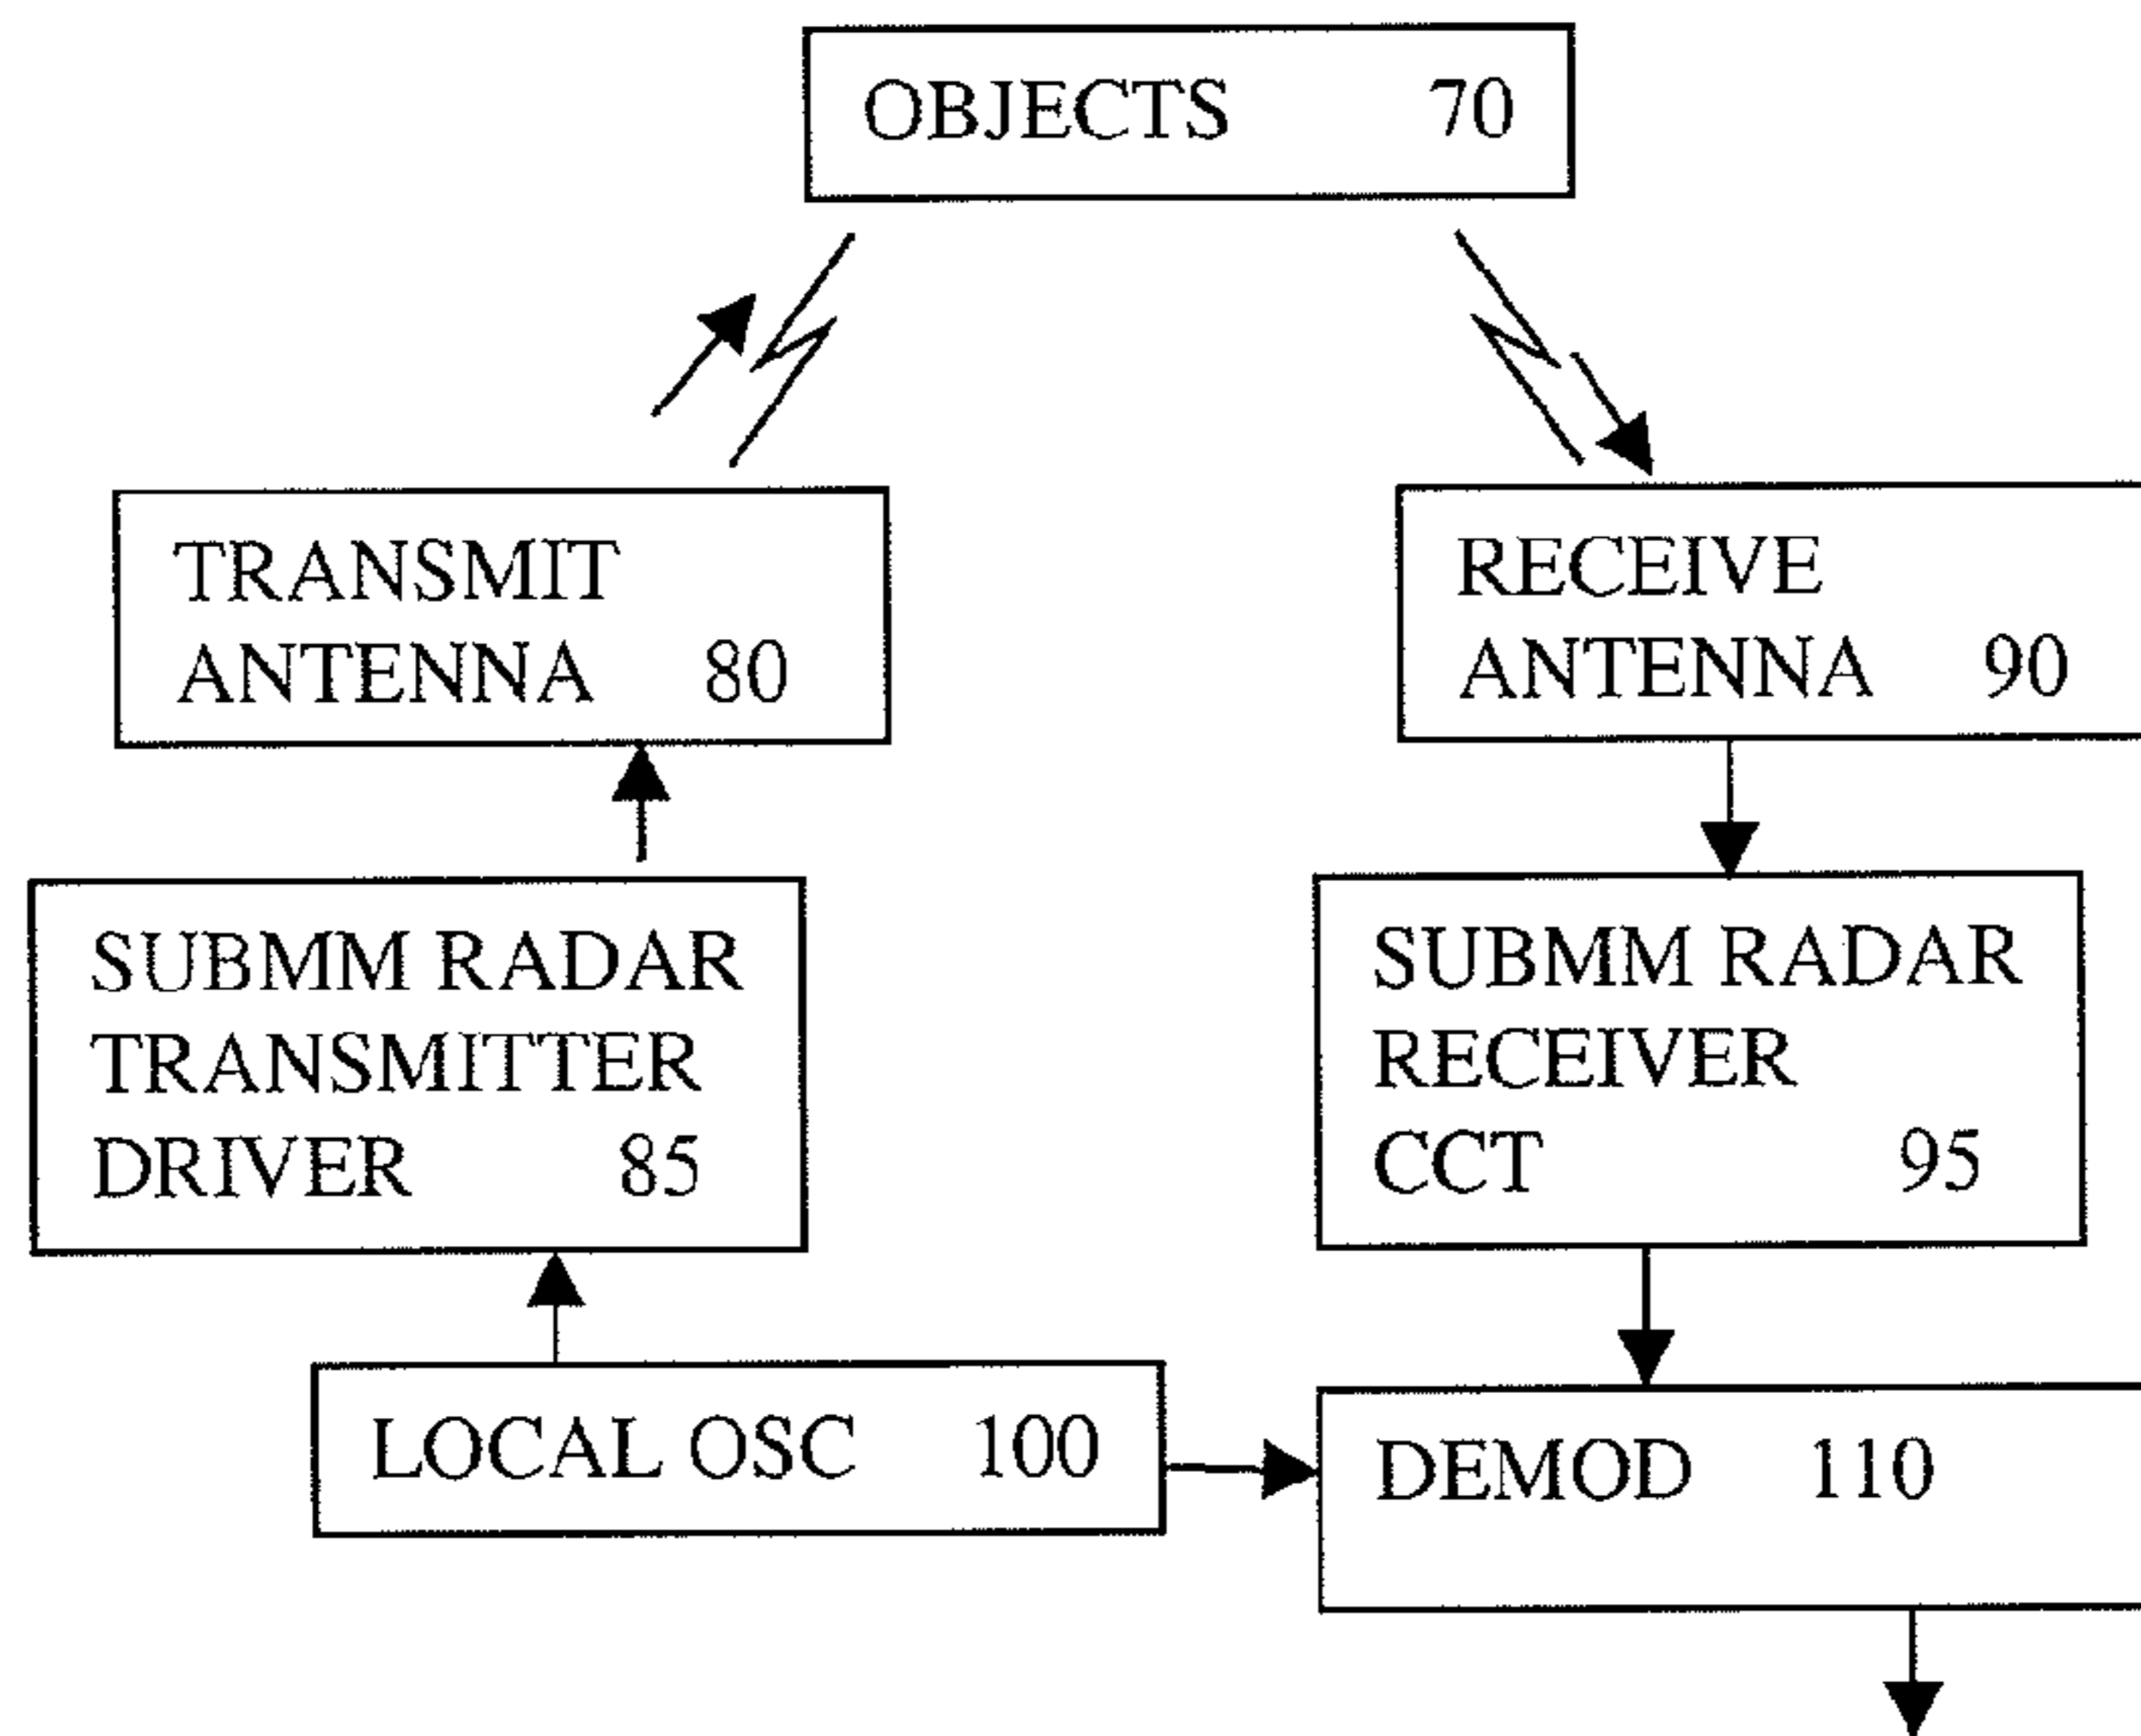 OBJECTS 70
TRANSMIT
ANTENNA 80
RECEIVE
ANTENNA 90
SUBMM RADAR
TRANSMITTER
DRIVER 85
SUBMM RADAR
RECEIVER
CCT 95
LOCAL OSC 100
DEMOD 110